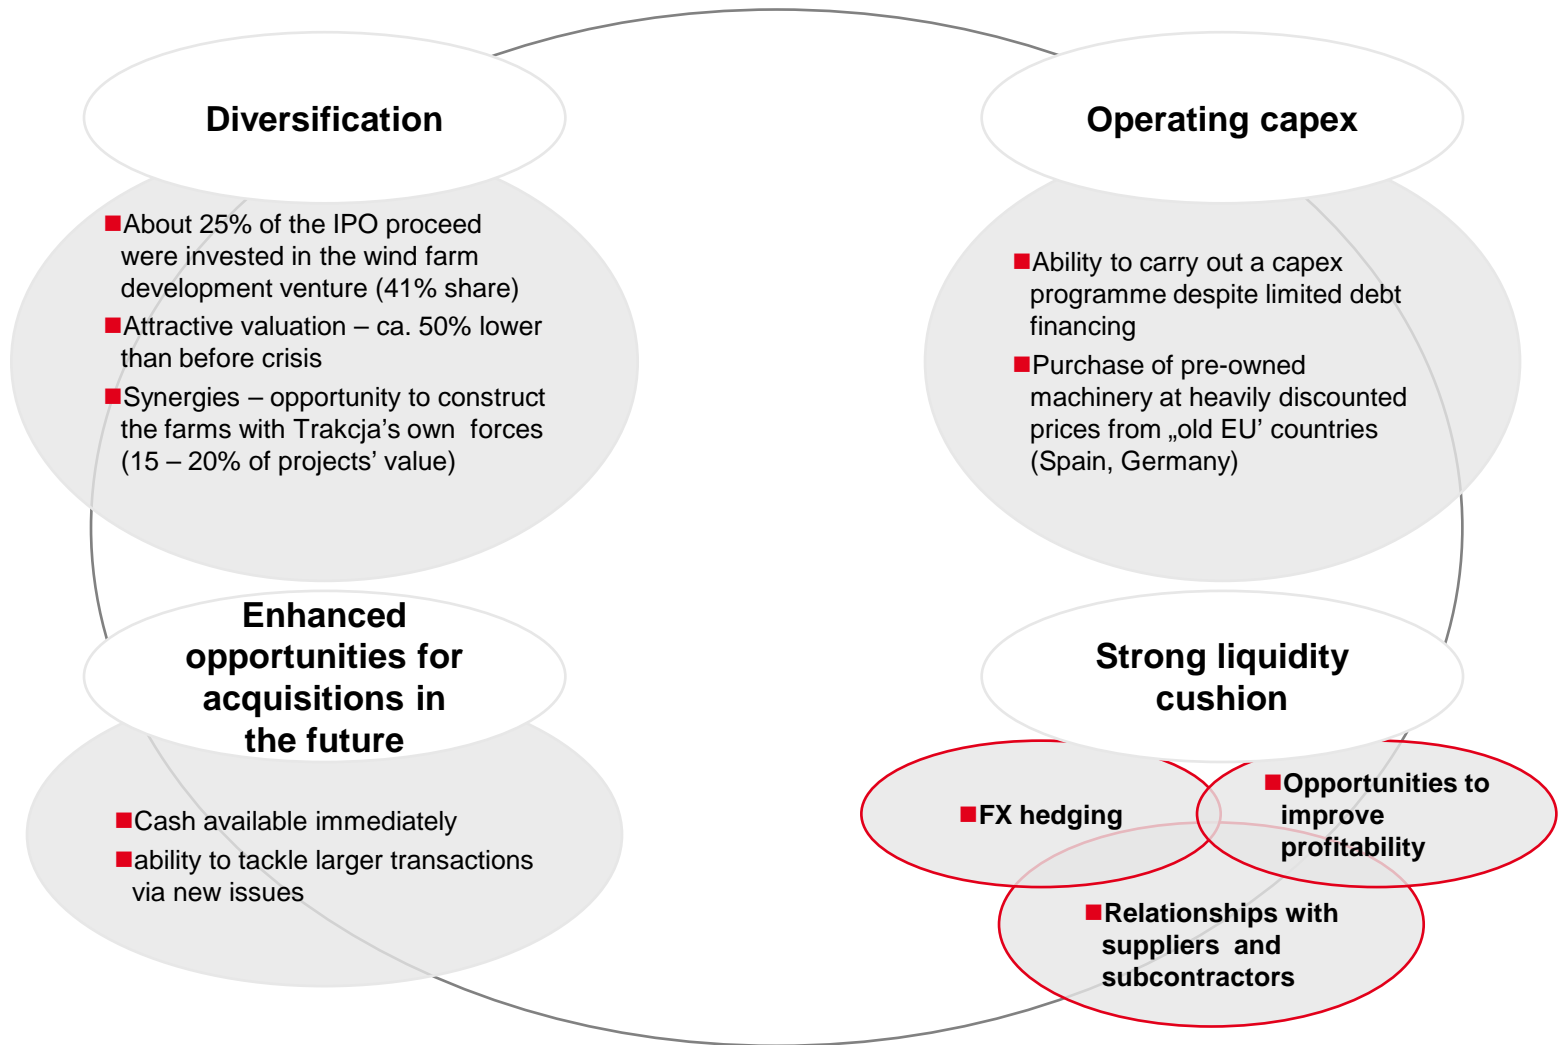 Diversification
■About 25% of the IPO proceed
were invested in the wind farm
development venture (41% share)
■Attractive valuation – ca. 50% lower
than before crisis
■Synergies – opportunity to construct
the farms with Trakcja’s own  forces
(15 – 20% of projects’ value)
Operating capex
■Ability to carry out a capex
programme despite limited debt
financing
■Purchase of pre-owned
machinery at heavily discounted
prices from „old EU’ countries
(Spain, Germany)
Enhanced
opportunities for
acquisitions in
the future
■Cash available immediately
■ability to tackle larger transactions
via new issues
Strong liquidity
cushion
■FX hedging
■Opportunities to
improve
profitability
■Relationships with
suppliers  and
subcontractors